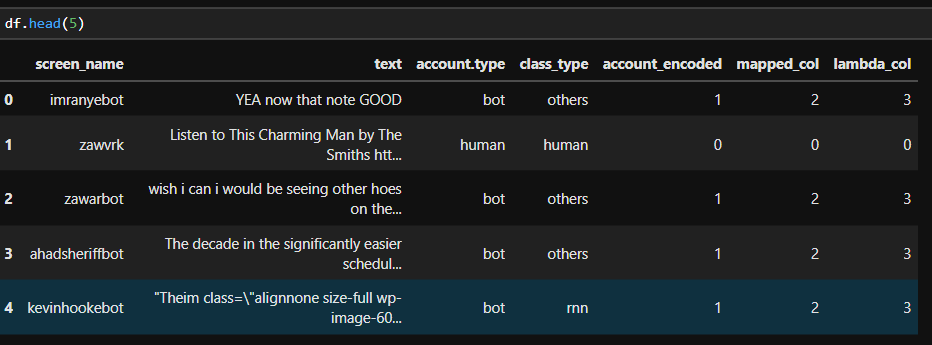 df.head(5)
screen_name text account.type class_type account_encoded mapped_col lambda_col
0 imranyebot YEA now that note GOOD bot others 1 2 3
1 zawvrk Listen to This Charming Man by The human human 0 0 0
Smiths htt...
2 zawarbot wish i can i would be seeing other hoes bot others 1 2 3
on the...
3 ahadsheriffbot The decade in the significantly easier bot others 1 2 3
schedul...
4 kevinhookebot "Theim class=\"alignnone size-full wp- bot rnn 1 2 3
image-60...